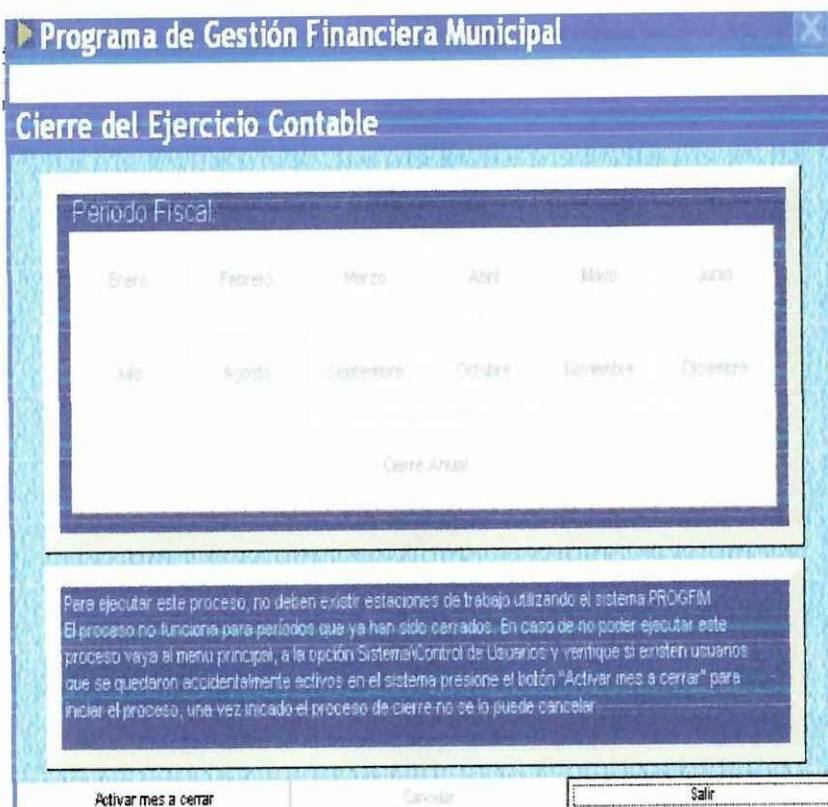 Programa de Gestión Financiera Municipal
Cierre del Ejercicio Contable
Período Fiscal:
Enero Febrero Marzo Abril Mayo Junio
Julio Agosto Septiembre Octubre Noviembre Diciembre
Cierre Anual
Para ejecutar este proceso, no deben existir estaciones de trabajo utilizando el sistema PROGFIM
El proceso no funciona para períodos que ya han sido cerrados. En caso de no poder ejecutar este
proceso vaya al menú principal, a la opción Sistema\Control de Usuarios y verifique si existen usuarios
que se quedaron accidentalmente activos en el sistema presione el botón "Activar mes a cerrar" para
iniciar el proceso, una vez inicado el proceso de cierre no se lo puede cancelar
Activar mes a cerrar Cancelar Salir